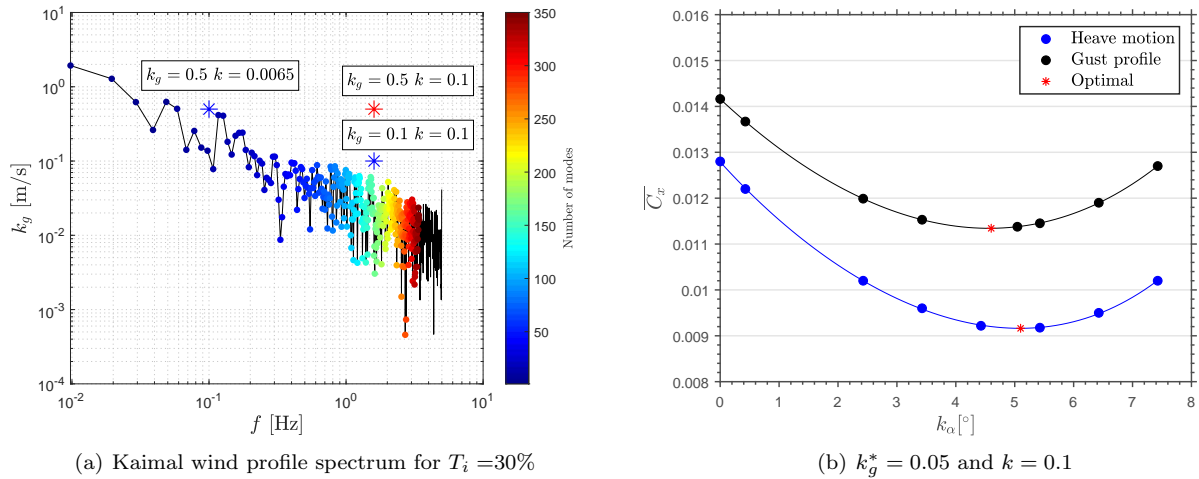 10^1
10^0
10^-1
10^-2
10^-3
10^-4
k_g [m/s]
k_g = 0.5 k = 0.0065
k_g = 0.5 k = 0.1
k_g = 0.1 k = 0.1
10^-2
10^-1
10^0
10^1
f [Hz]
350
300
250
200
150
100
50
Number of modes
(a) Kaimal wind profile spectrum for T_i =30%
0.016
0.015
0.014
0.013
0.012
0.011
0.01
0.009
0.008
\overline{C_x}
Heave motion
Gust profile
Optimal
0 1 2 3 4 5 6 7 8
k_α[°]
(b) k_g^* = 0.05 and k = 0.1